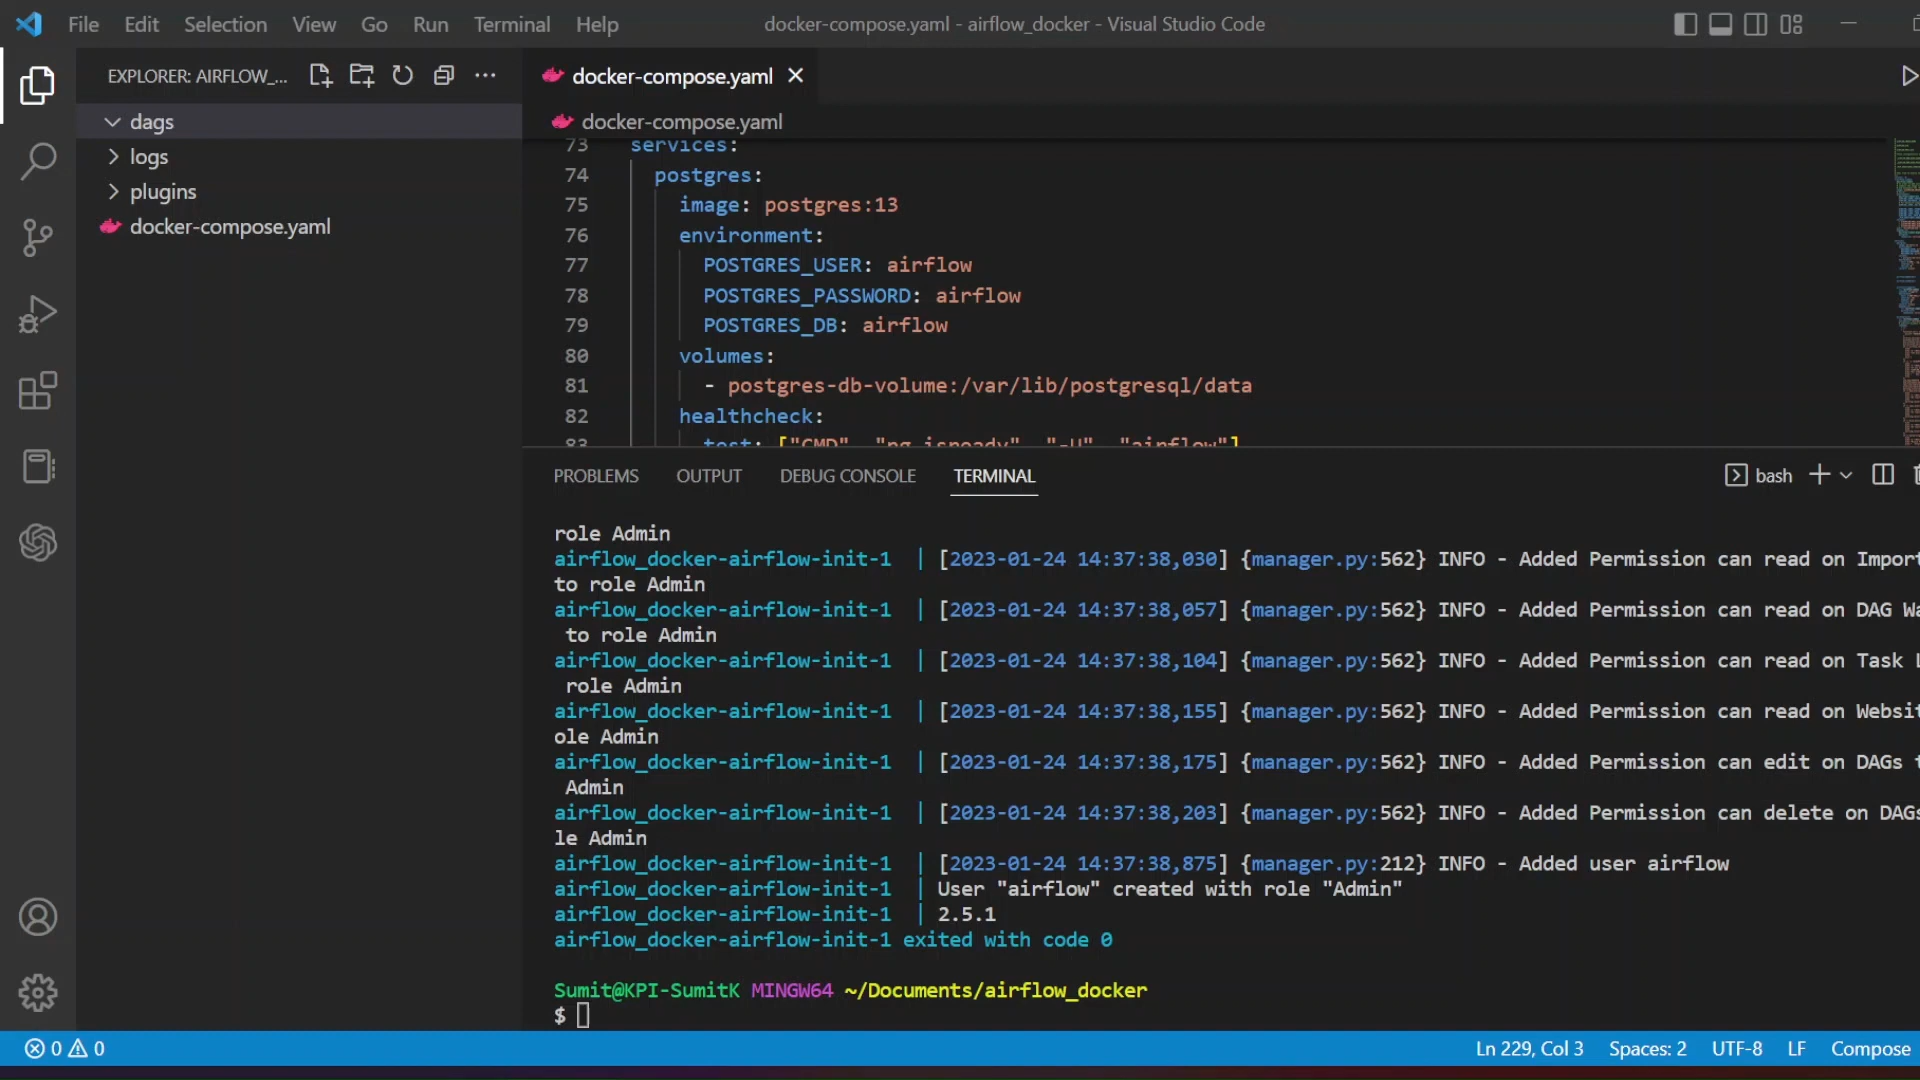 File Edit Selection View Go Run Terminal Help docker-compose.yaml - airflow_docker - Visual Studio Code
EXPLORER: AIRFLOW_...
dags
logs
plugins
docker-compose.yaml
docker-compose.yaml
docker-compose.yaml
73 services:
74 postgres:
75 image: postgres:13
76 environment:
77 POSTGRES_USER: airflow
78 POSTGRES_PASSWORD: airflow
79 POSTGRES_DB: airflow
80 volumes:
81 - postgres-db-volume:/var/lib/postgresql/data
82 healthcheck:
83 test: ["CMD", "pg_isready", "-U", "airflow"]
PROBLEMS OUTPUT DEBUG CONSOLE TERMINAL bash
role Admin
airflow_docker-airflow-init-1 | [2023-01-24 14:37:38,030] {manager.py:562} INFO - Added Permission can read on Import
to role Admin
airflow_docker-airflow-init-1 | [2023-01-24 14:37:38,057] {manager.py:562} INFO - Added Permission can read on DAG Wa
to role Admin
airflow_docker-airflow-init-1 | [2023-01-24 14:37:38,104] {manager.py:562} INFO - Added Permission can read on Task L
role Admin
airflow_docker-airflow-init-1 | [2023-01-24 14:37:38,155] {manager.py:562} INFO - Added Permission can read on Websit
ole Admin
airflow_docker-airflow-init-1 | [2023-01-24 14:37:38,175] {manager.py:562} INFO - Added Permission can edit on DAGs t
Admin
airflow_docker-airflow-init-1 | [2023-01-24 14:37:38,203] {manager.py:562} INFO - Added Permission can delete on DAGs
le Admin
airflow_docker-airflow-init-1 | [2023-01-24 14:37:38,875] {manager.py:212} INFO - Added user airflow
airflow_docker-airflow-init-1 | User "airflow" created with role "Admin"
airflow_docker-airflow-init-1 | 2.5.1
airflow_docker-airflow-init-1 exited with code 0
Sumit@KPI-SumitK MINGW64 ~/Documents/airflow_docker
$
0 0 Ln 229, Col 3 Spaces: 2 UTF-8 LF Compose